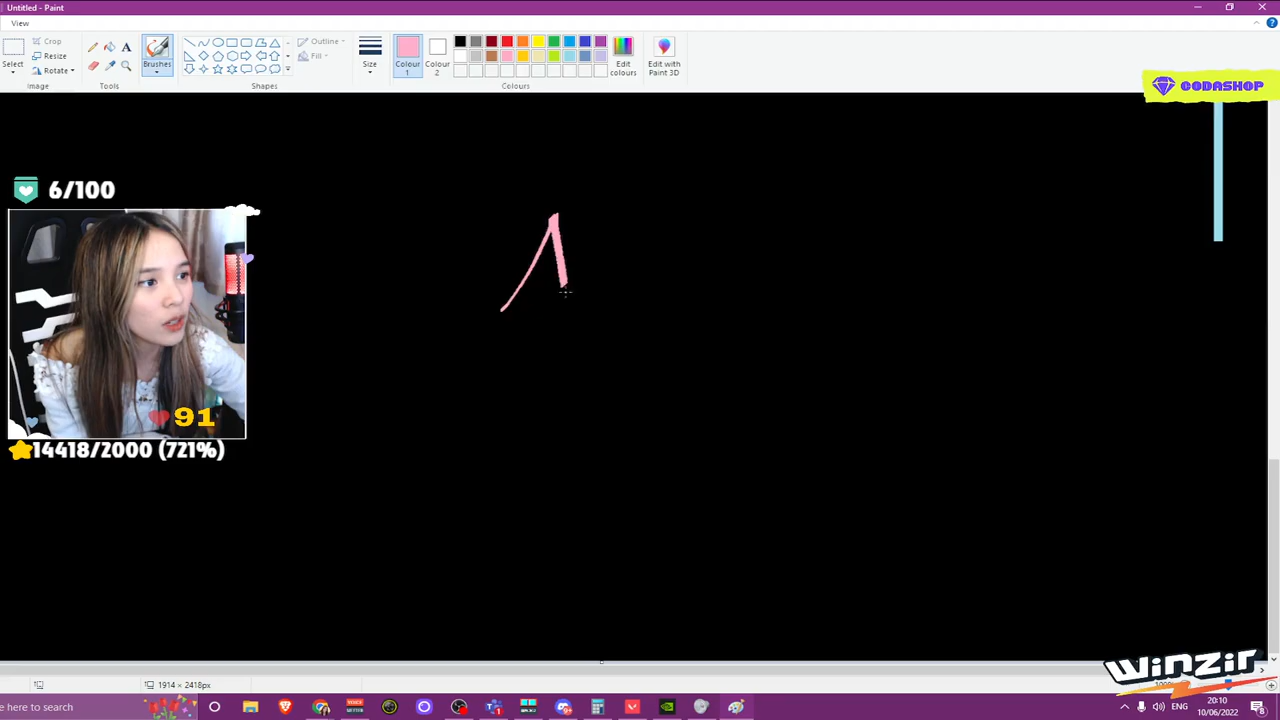 Untitled - Paint
View
Select
Crop
Resize
Rotate
Image
Tools
Brushes
Shapes
Outline
Fill
Size
Colour 1
Colour 2
Colours
Edit colours
Edit with Paint 3D
CODASHOP
6/100
91
14418/2000 (721%)
WINZIR
1914 × 2418px
here to search
ENG
20:10
10/06/2022